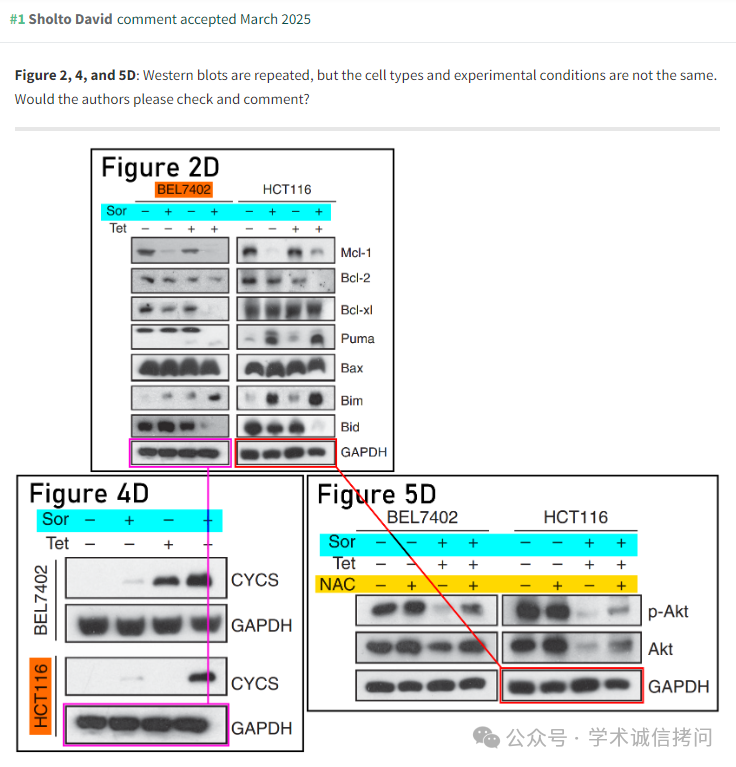 #1 Sholto David comment accepted March 2025
Figure 2, 4, and 5D: Western blots are repeated, but the cell types and experimental conditions are not the same.
Would the authors please check and comment?
Figure 2D
BEL7402 HCT116
Sor − + − + − + − +
Tet − − + + − − + +
Mcl-1
Bcl-2
Bcl-xl
Puma
Bax
Bim
Bid
GAPDH
Figure 4D
Sor − + − +
Tet − − + −
BEL7402
CYCS
GAPDH
HCT116
CYCS
GAPDH
Figure 5D
BEL7402 HCT116
Sor − − + + − − + +
Tet − − + + − − + +
NAC − + − + − + − +
p-Akt
Akt
GAPDH
公众号 · 学术诚信拷问